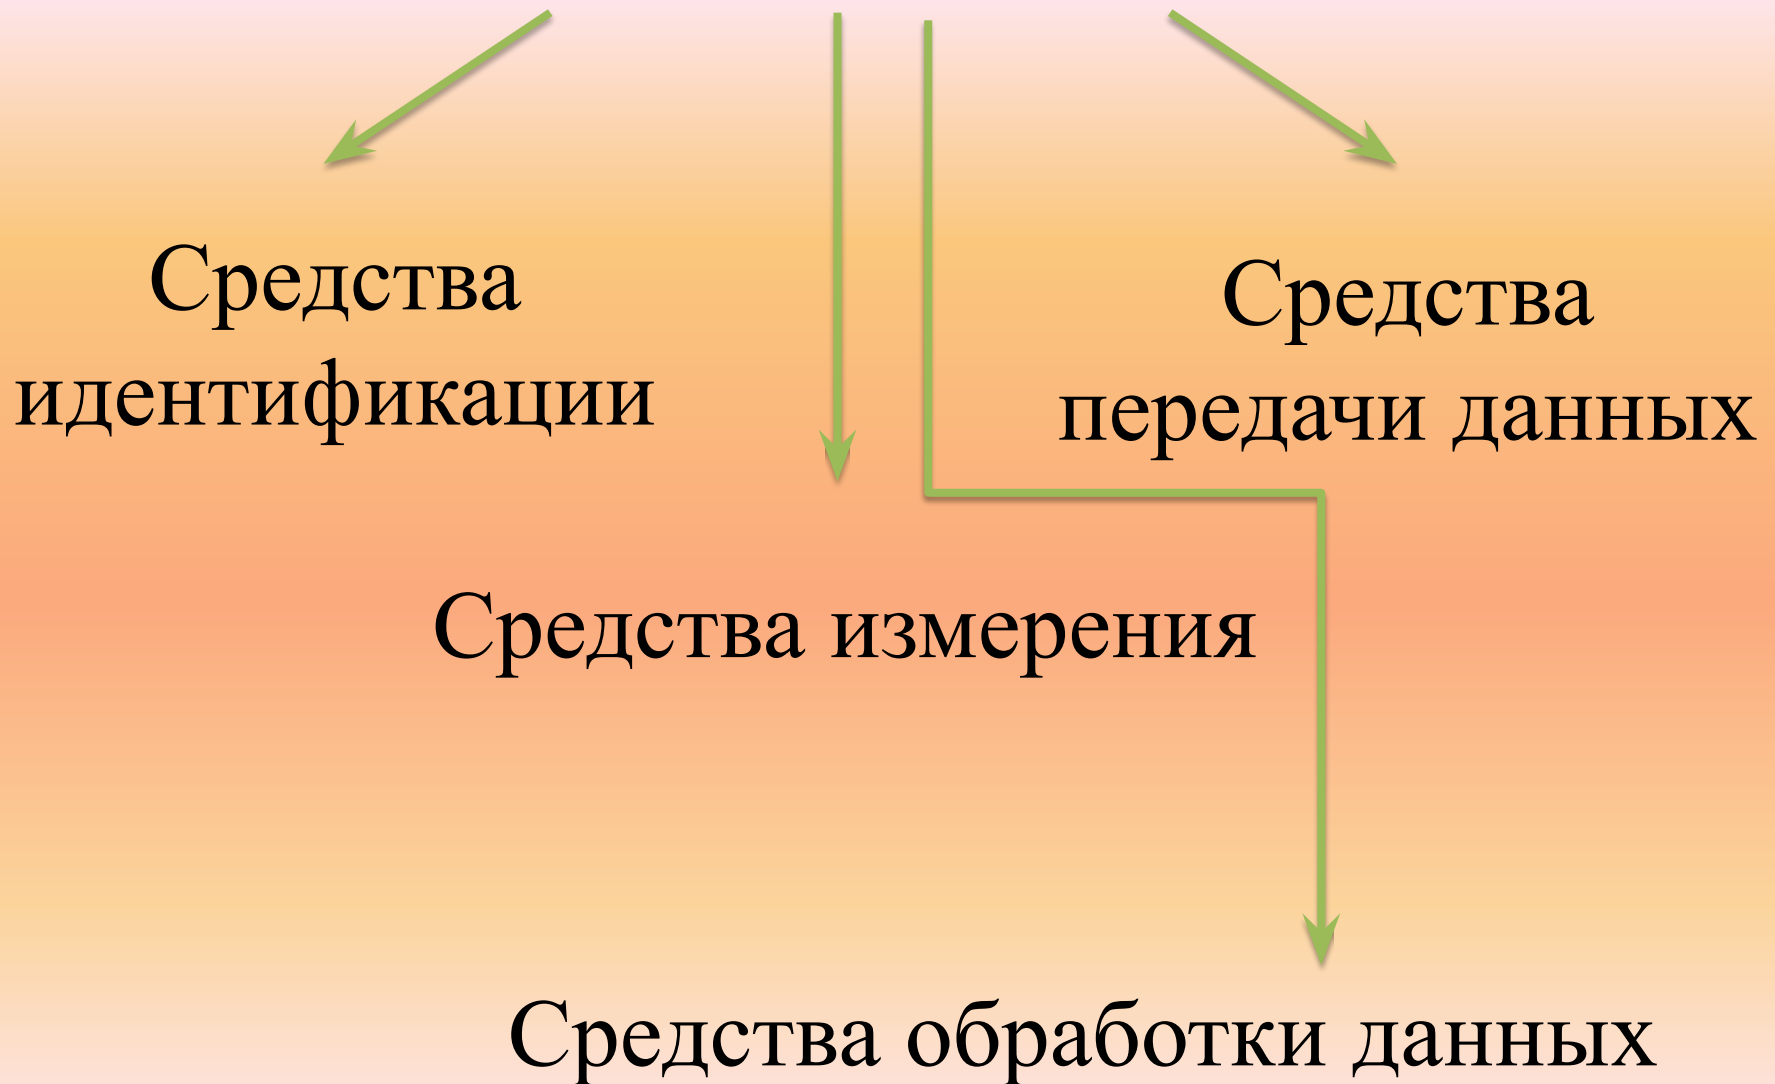 Средства
идентификации
Средства
передачи данных
Средства измерения
Средства обработки данных